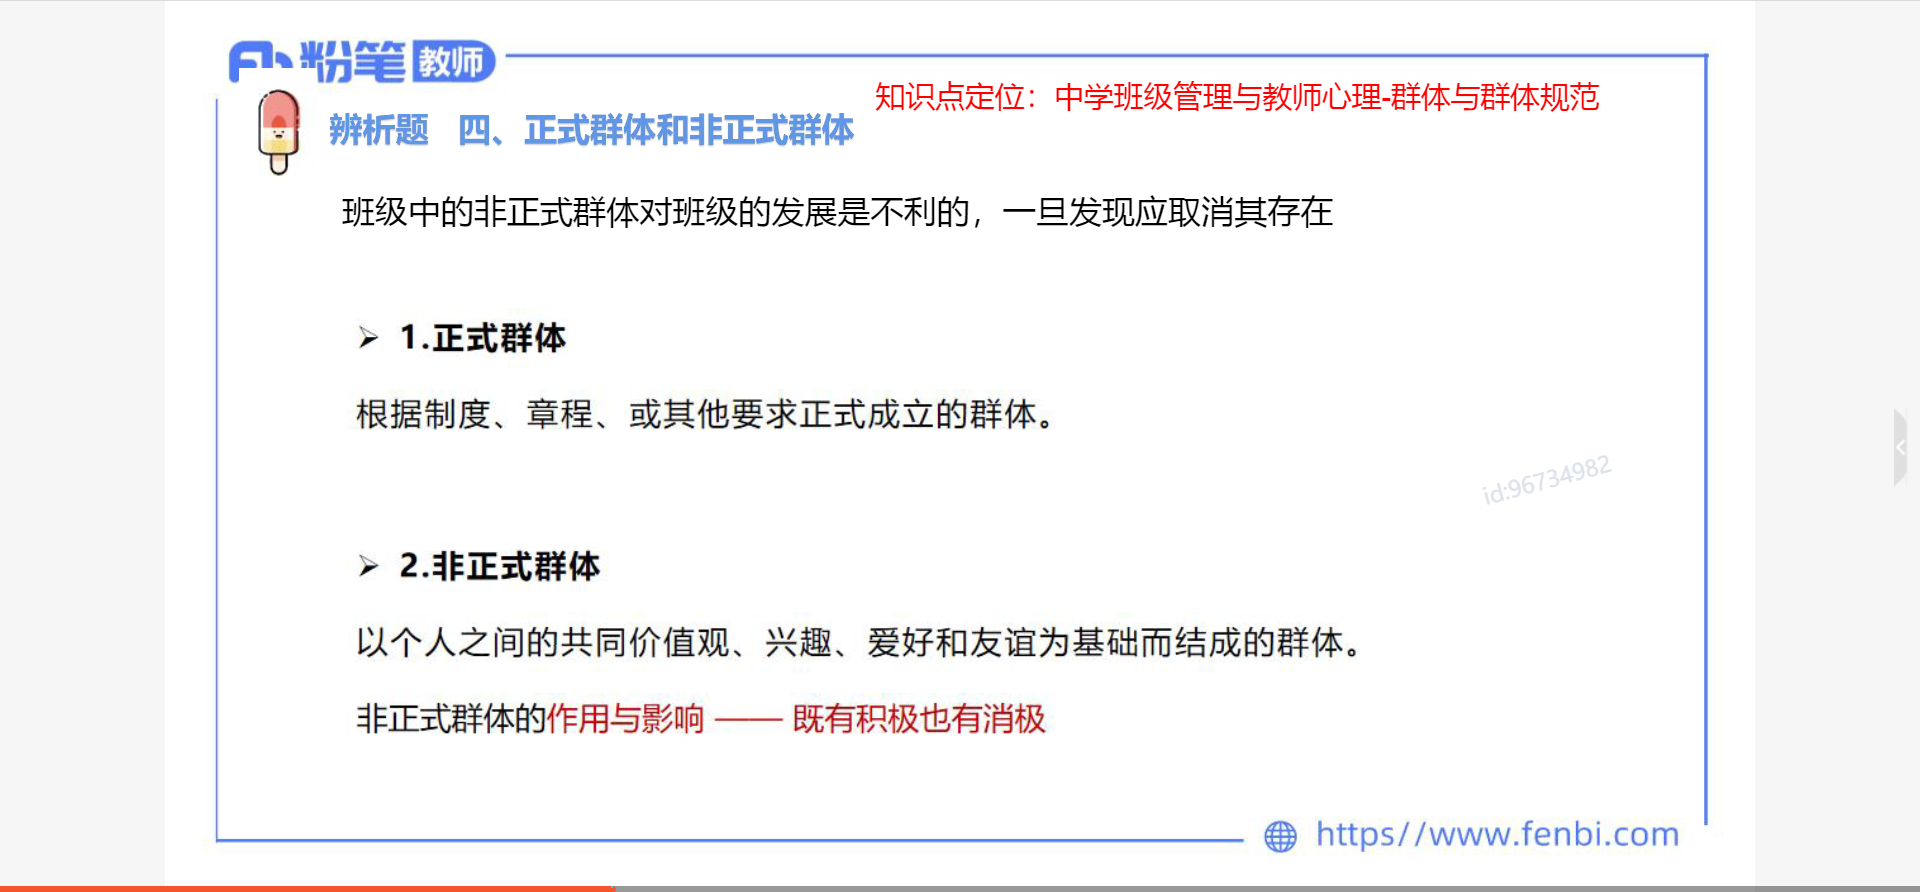 粉笔教师
知识点定位：中学班级管理与教师心理-群体与群体规范
辨析题 四、正式群体和非正式群体
班级中的非正式群体对班级的发展是不利的，一旦发现应取消其存在
➢ 1.正式群体
根据制度、章程、或其他要求正式成立的群体。
id:96734982
➢ 2.非正式群体
以个人之间的共同价值观、兴趣、爱好和友谊为基础而结成的群体。
非正式群体的作用与影响 —— 既有积极也有消极
https//www.fenbi.com